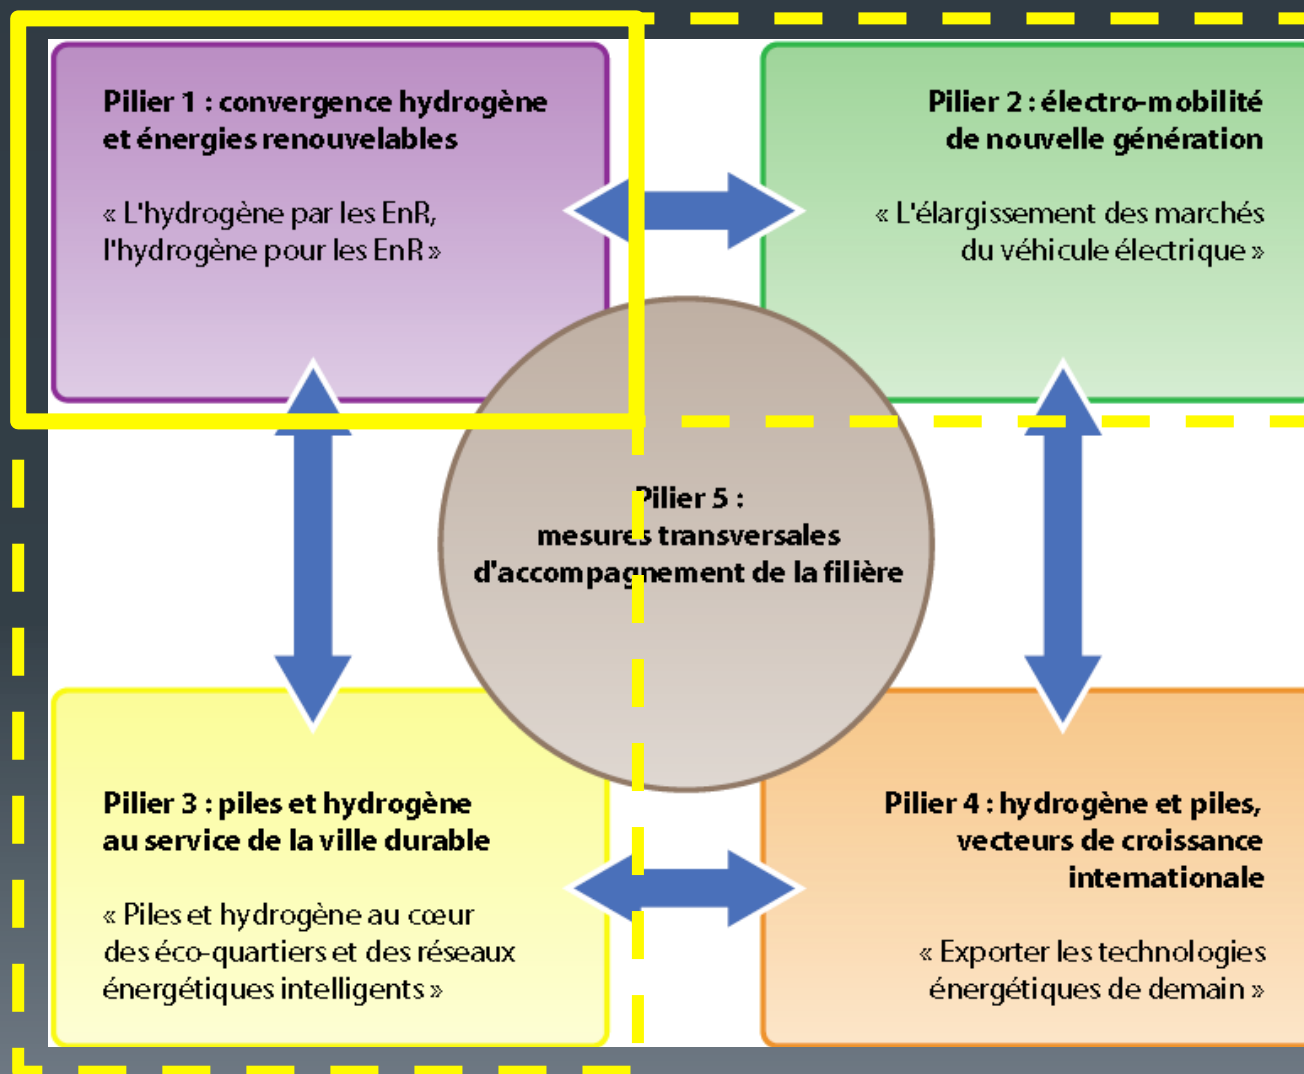 Pilier 1 : convergence hydrogène
et énergies renouvelables
« L'hydrogène par les EnR,
l'hydrogène pour les EnR »
Pilier 2 : électro-mobilité
de nouvelle génération
« L'élargissement des marchés
du véhicule électrique »
Pilier 5 :
mesures transversales
d'accompagnement de la filière
Pilier 3 : piles et hydrogène
au service de la ville durable
« Piles et hydrogène au cœur
des éco-quartiers et des réseaux
énergétiques intelligents »
Pilier 4 : hydrogène et piles,
vecteurs de croissance
internationale
« Exporter les technologies
énergétiques de demain »